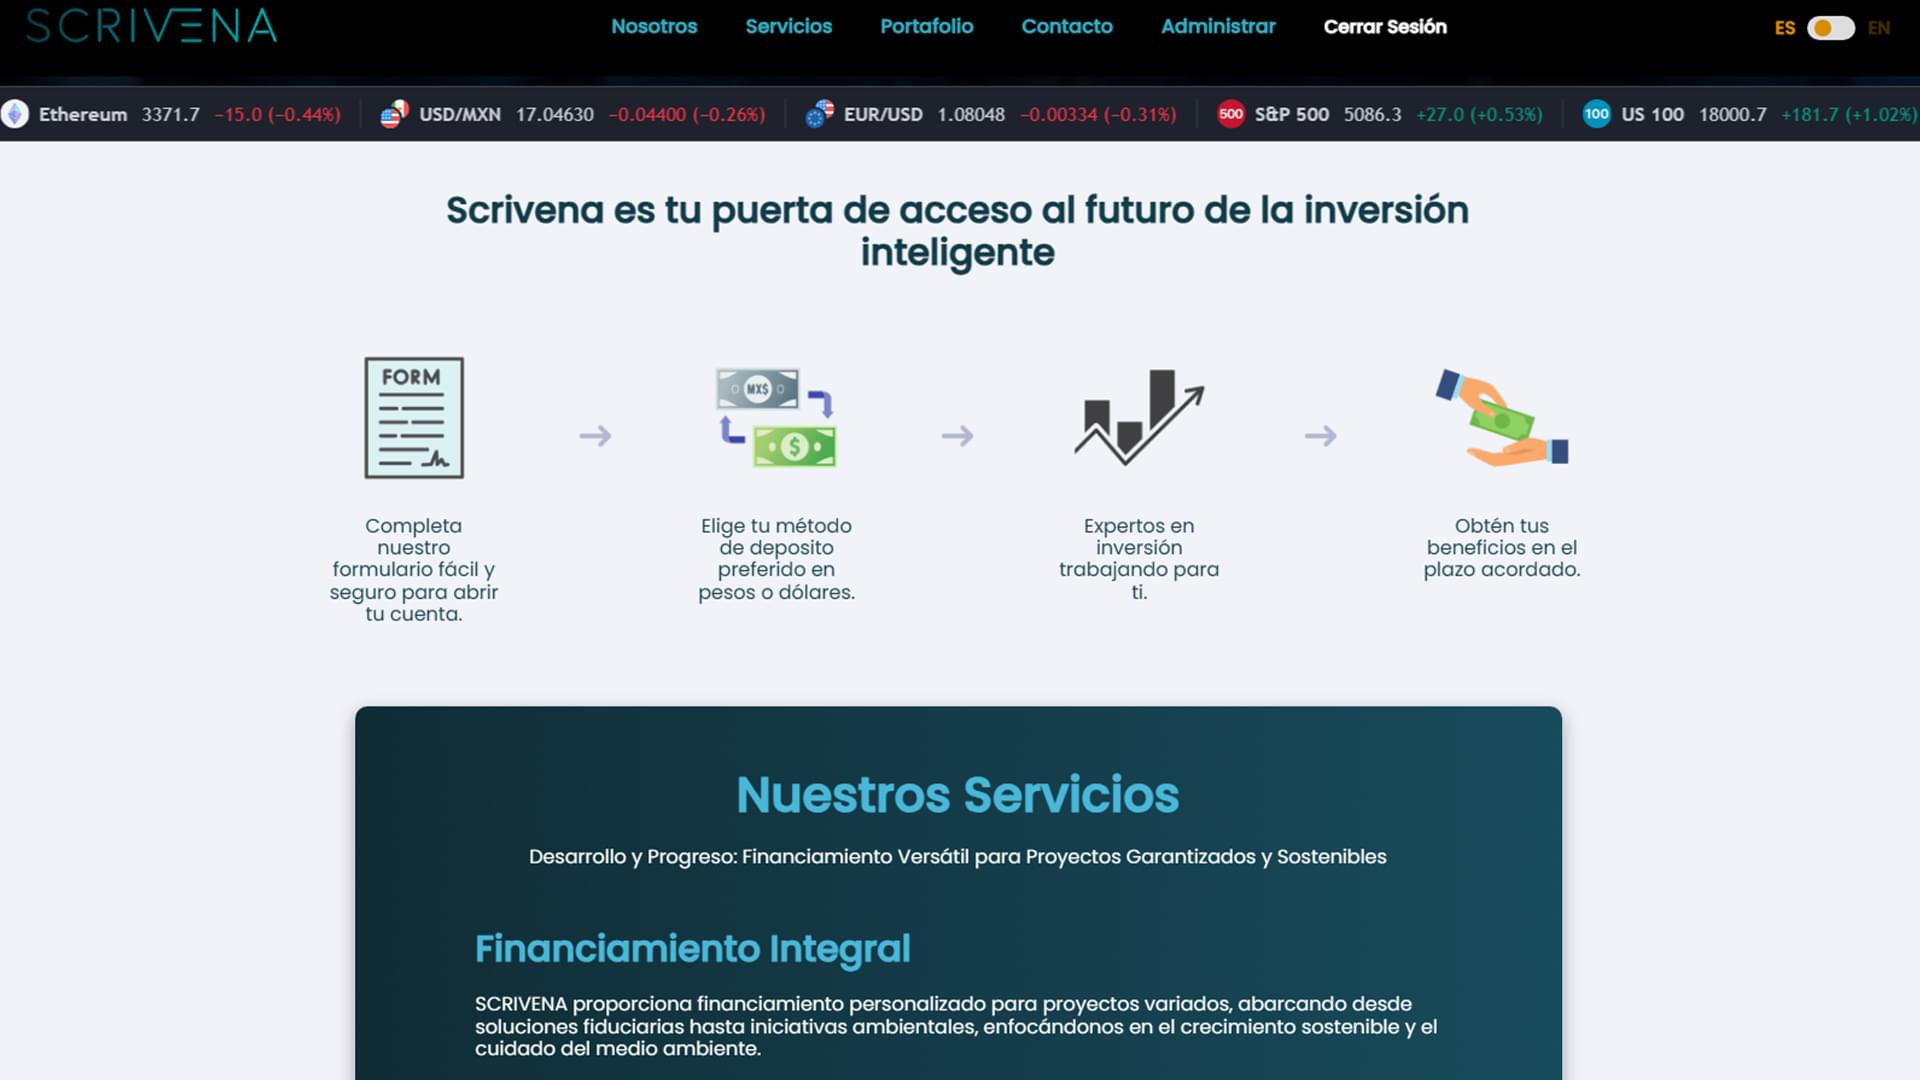 SCRIVENA
Nosotros Servicios Portafolio Contacto Administrar Cerrar Sesión
ES EN
Ethereum 3371.7 −15.0 (−0.44%) USD/MXN 17.04630 −0.04400 (−0.26%) EUR/USD 1.08048 −0.00334 (−0.31%) 500 S&P 500 5086.3 +27.0 (+0.53%) 100 US 100 18000.7 +181.7 (+1.02%)
Scrivena es tu puerta de acceso al futuro de la inversión
inteligente
FORM
MX$
$
Completa
nuestro
formulario fácil y
seguro para abrir
tu cuenta.
Elige tu método
de deposito
preferido en
pesos o dólares.
Expertos en
inversión
trabajando para
ti.
Obtén tus
beneficios en el
plazo acordado.
Nuestros Servicios
Desarrollo y Progreso: Financiamiento Versátil para Proyectos Garantizados y Sostenibles
Financiamiento Integral
SCRIVENA proporciona financiamiento personalizado para proyectos variados, abarcando desde
soluciones fiduciarias hasta iniciativas ambientales, enfocándonos en el crecimiento sostenible y el
cuidado del medio ambiente.